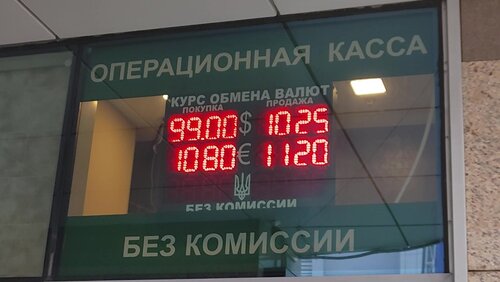 ОПЕРАЦИОННАЯ КАССА
*КУРС ОБМЕНА ВАЛЮТ
ПОКУПКА ПРОДАЖА
99.00 $ 10.25
10.80 € 11.20
БЕЗ КОМИССИИ
БЕЗ КОМИССИИ